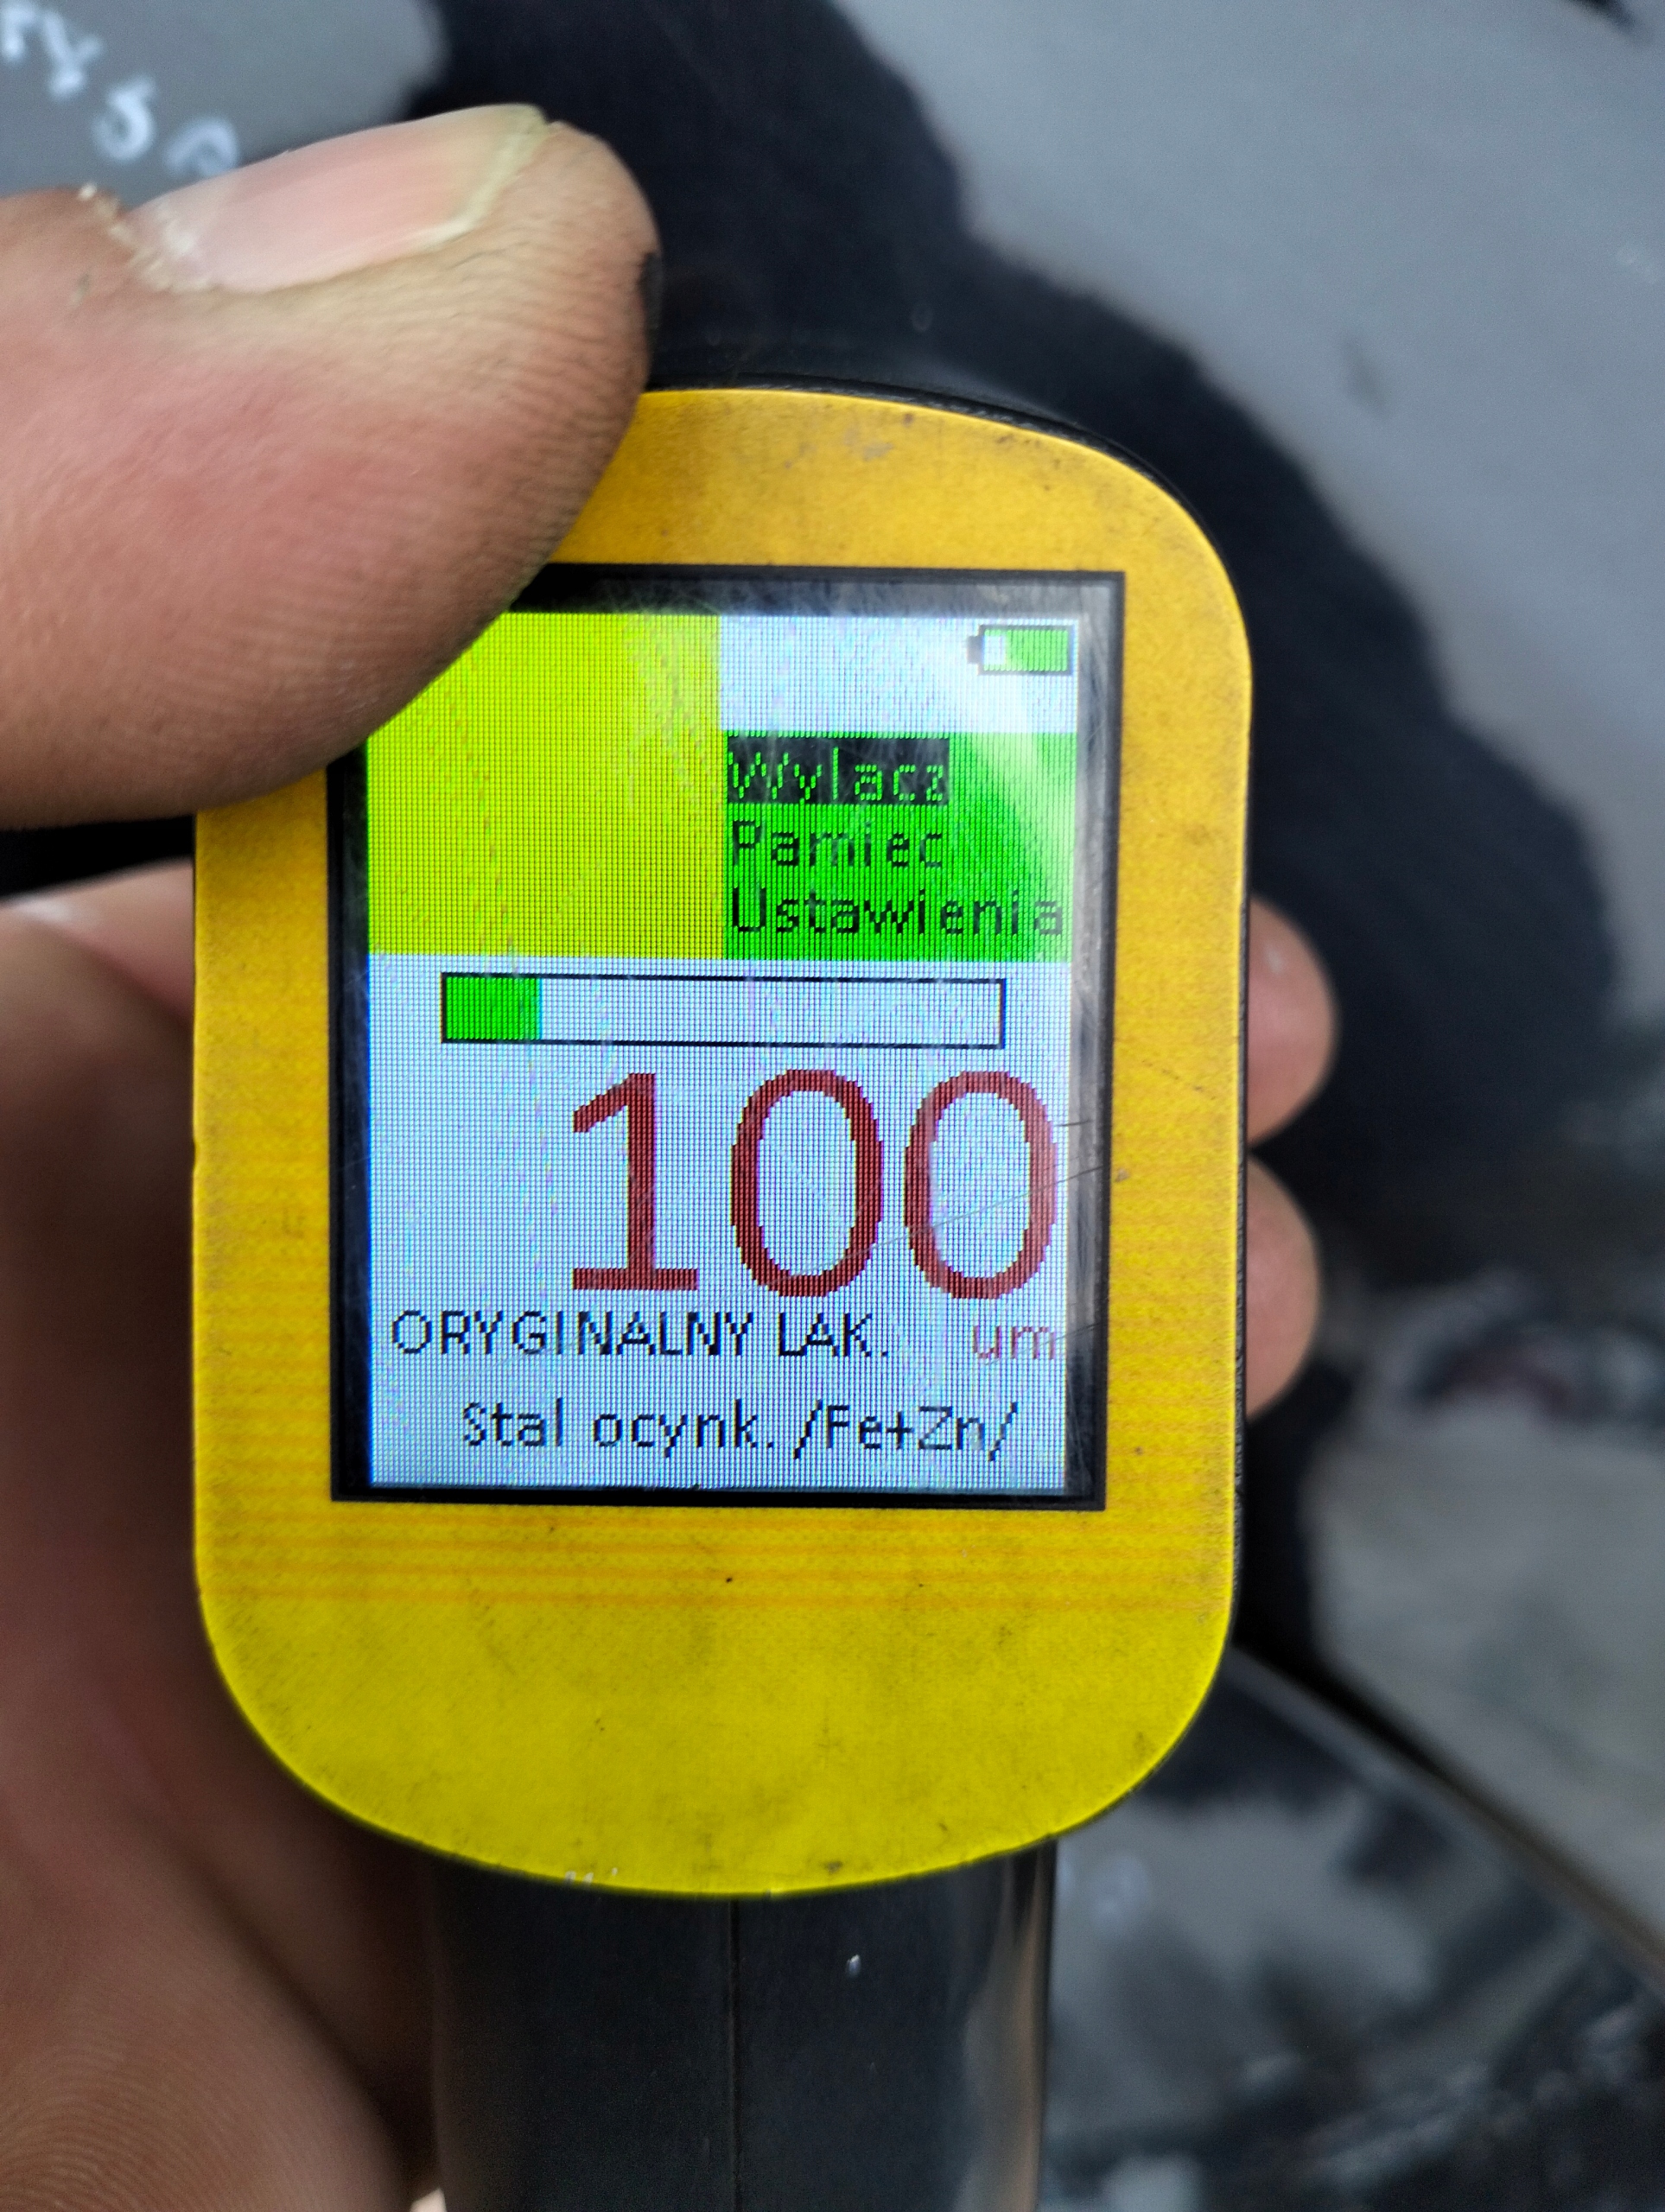 Wylacz
Pamiec
Ustawienia
100
ORYGINALNY LAK. um
Stal ocynk. /Fe+Zn/